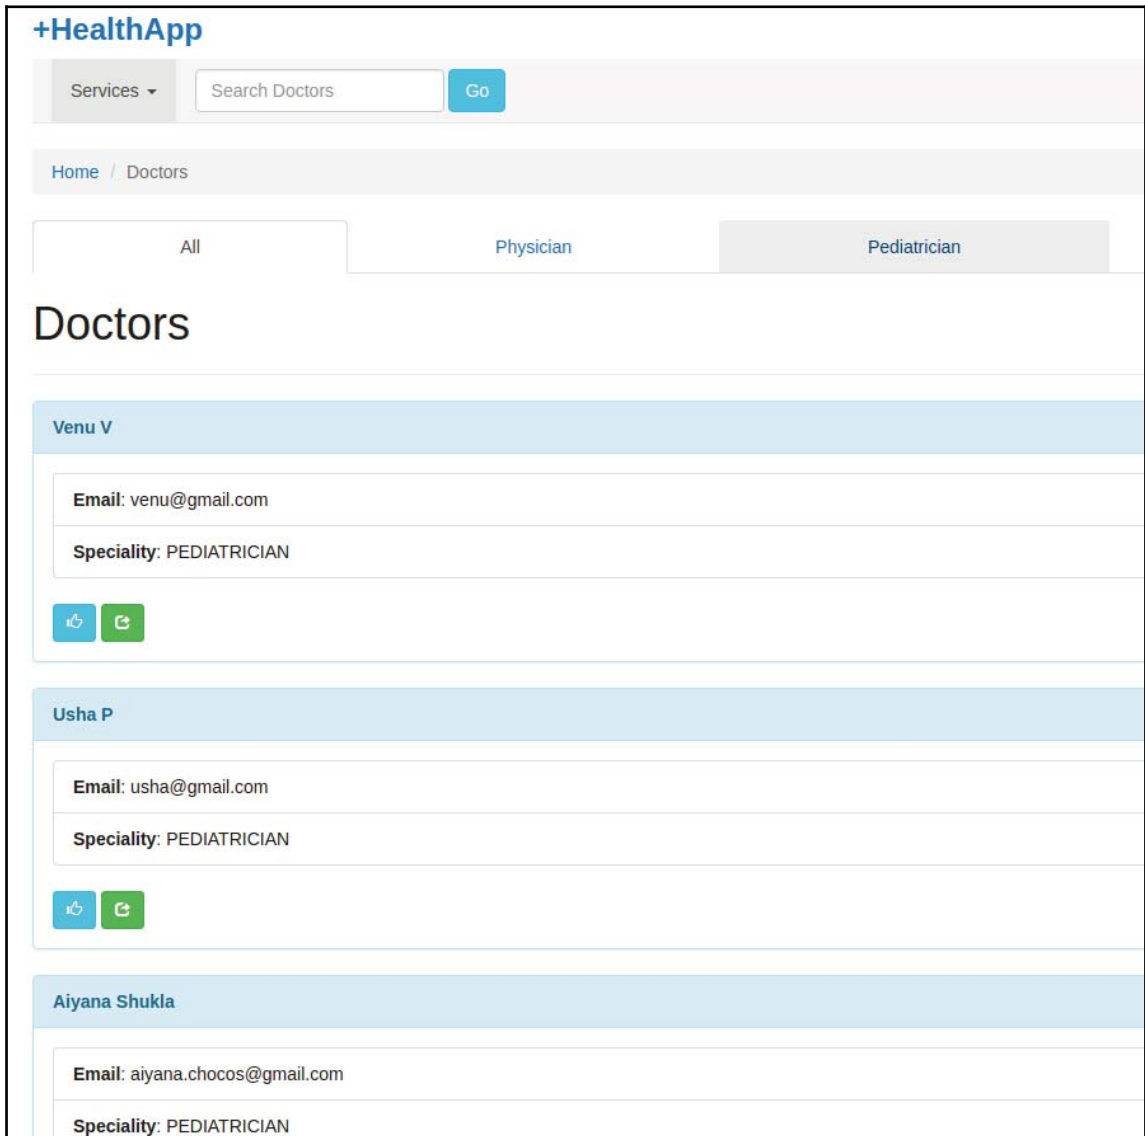 +HealthApp
Services Search Doctors Go
Home / Doctors
All Physician Pediatrician
Doctors
Venu V
Email: venu@gmail.com
Speciality: PEDIATRICIAN
Usha P
Email: usha@gmail.com
Speciality: PEDIATRICIAN
Aiyana Shukla
Email: aiyana.chocos@gmail.com
Speciality: PEDIATRICIAN